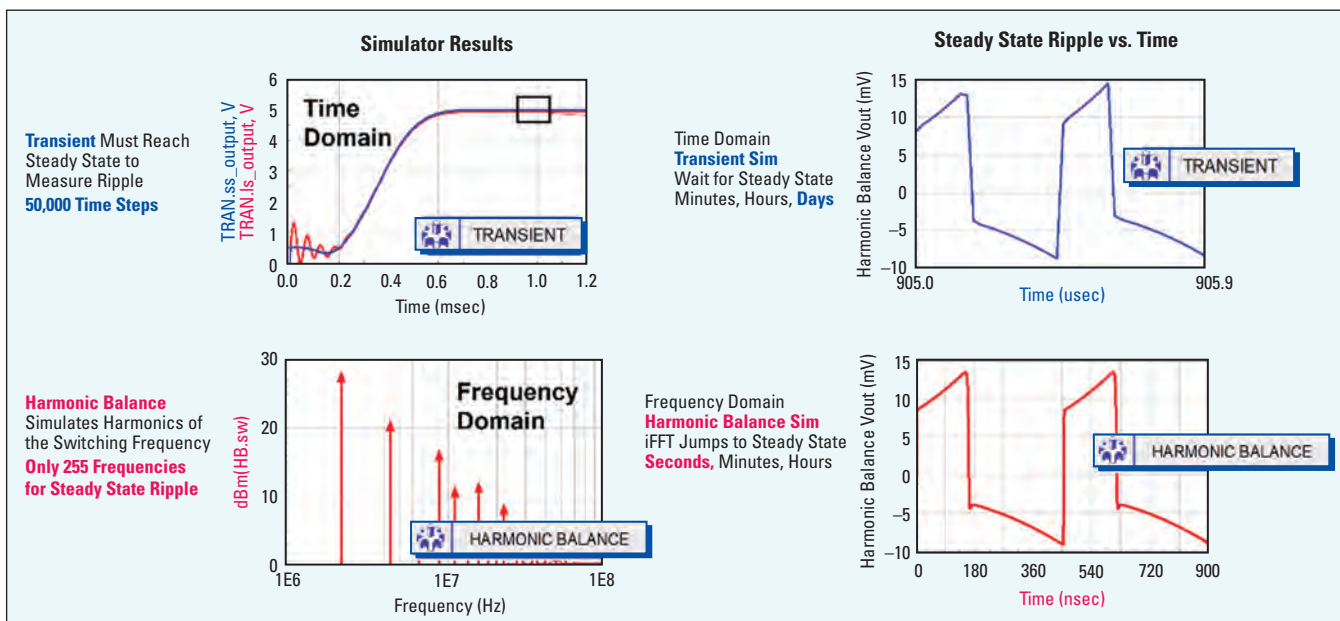 Simulator Results
Transient Must Reach
Steady State to
Measure Ripple
50,000 Time Steps
TRAN.ss_output, V
TRAN.ls_output, V
6
5
4
3
2
1
0
Time
Domain
TRANSIENT
0.0
0.2
0.4
0.6
0.8
1.0
1.2
Time (msec)
Steady State Ripple vs. Time
Time Domain
Transient Sim
Wait for Steady State
Minutes, Hours, Days
Harmonic Balance Vout (mV)
15
10
5
0
–5
–10
TRANSIENT
905.0
905.9
Time (usec)
Harmonic Balance
Simulates Harmonics of
the Switching Frequency
Only 255 Frequencies
for Steady State Ripple
dBm(HB.sw)
30
20
10
0
Frequency
Domain
HARMONIC BALANCE
1E6
1E7
1E8
Frequency (Hz)
Frequency Domain
Harmonic Balance Sim
iFFT Jumps to Steady State
Seconds, Minutes, Hours
Harmonic Balance Vout (mV)
15
10
5
0
–5
–10
HARMONIC BALANCE
0
180
360
540
720
900
Time (nsec)